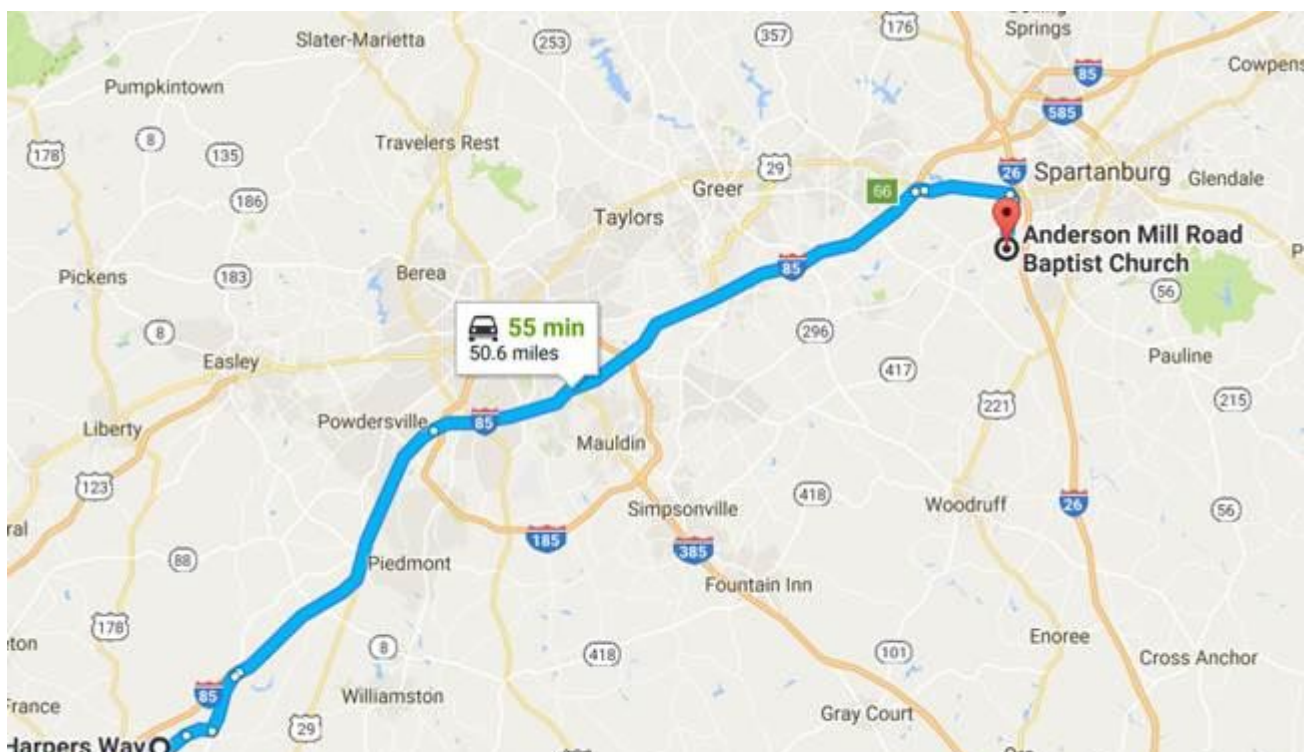 Springs
176
357
253
Slater-Marietta
85
Cowpens
Pumpkintown
585
8
Travelers Rest
178
135
29
26
Spartanburg
Glendale
Greer
66
186
Taylors
Anderson Mill Road
Baptist Church
Pickens
183
Berea
85
56
55 min
50.6 miles
8
296
Easley
Pauline
417
215
221
Powdersville
85
Liberty
Mauldin
123
418
Woodruff
26
56
Simpsonville
185
385
88
Piedmont
Fountain Inn
178
Enoree
8
418
101
Cross Anchor
85
France
Williamston
29
Gray Court
Harpers Way